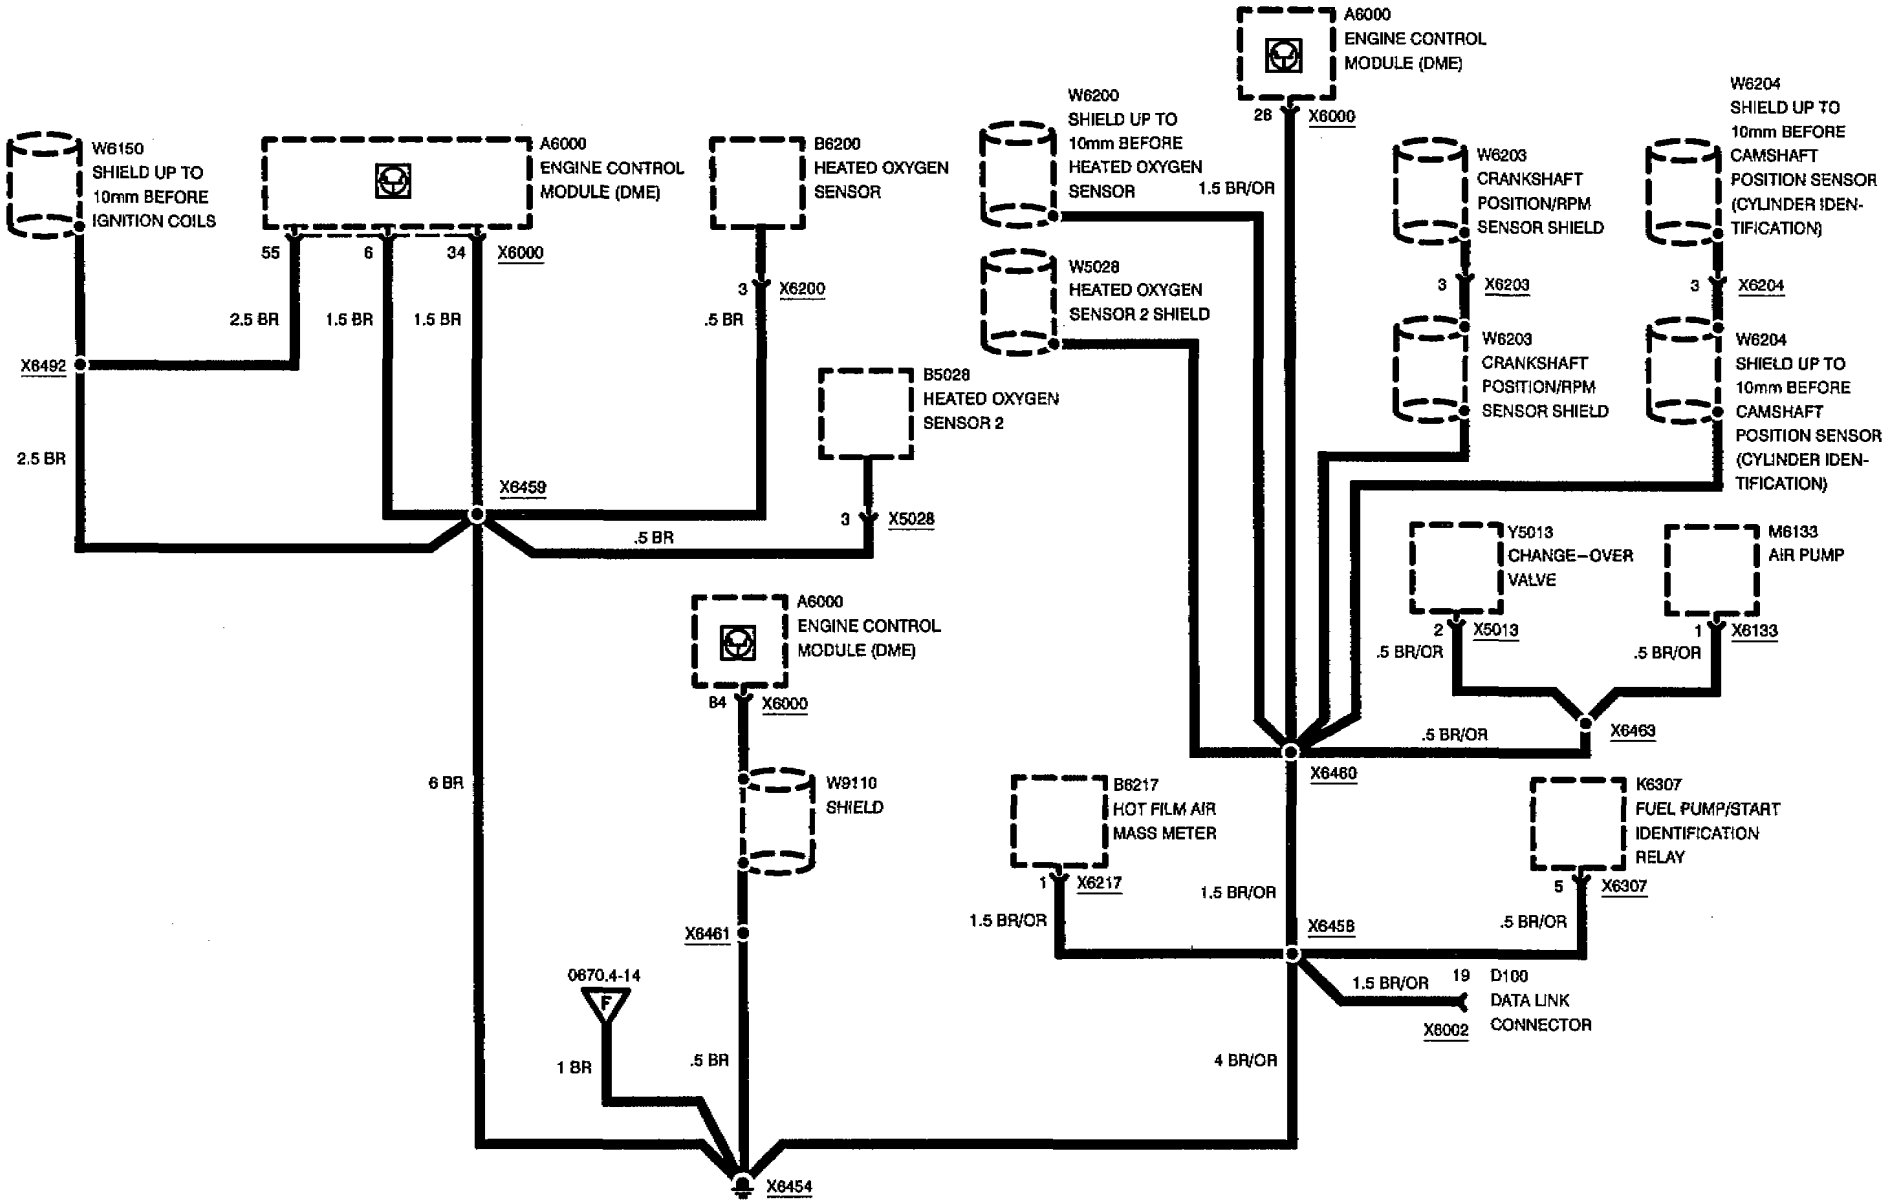 A6000
ENGINE CONTROL
MODULE (DME)
28
X6000
1.5 BR/OR
W6150
SHIELD UP TO
10mm BEFORE
IGNITION COILS
A6000
ENGINE CONTROL
MODULE (DME)
55
6
34
X6000
2.5 BR
1.5 BR
1.5 BR
B6200
HEATED OXYGEN
SENSOR
3
X6200
.5 BR
W6200
SHIELD UP TO
10mm BEFORE
HEATED OXYGEN
SENSOR
W5028
HEATED OXYGEN
SENSOR 2 SHIELD
W6203
CRANKSHAFT
POSITION/RPM
SENSOR SHIELD
3
X6203
W6203
CRANKSHAFT
POSITION/RPM
SENSOR SHIELD
W6204
SHIELD UP TO
10mm BEFORE
CAMSHAFT
POSITION SENSOR
(CYLINDER IDEN-
TIFICATION)
3
X6204
W6204
SHIELD UP TO
10mm BEFORE
CAMSHAFT
POSITION SENSOR
(CYLINDER IDEN-
TIFICATION)
X6492
2.5 BR
B5028
HEATED OXYGEN
SENSOR 2
3
X5028
X6459
.5 BR
Y5013
CHANGE-OVER
VALVE
2
X5013
.5 BR/OR
M6133
AIR PUMP
1
X6133
.5 BR/OR
X6463
.5 BR/OR
X6460
A6000
ENGINE CONTROL
MODULE (DME)
B4
X6000
6 BR
W9110
SHIELD
X6461
B6217
HOT FILM AIR
MASS METER
1
X6217
1.5 BR/OR
1.5 BR/OR
K6307
FUEL PUMP/START
IDENTIFICATION
RELAY
5
X6307
.5 BR/OR
X6458
1.5 BR/OR
19
D100
DATA LINK
CONNECTOR
X6002
0670.4-14
F
1 BR
.5 BR
4 BR/OR
X6454